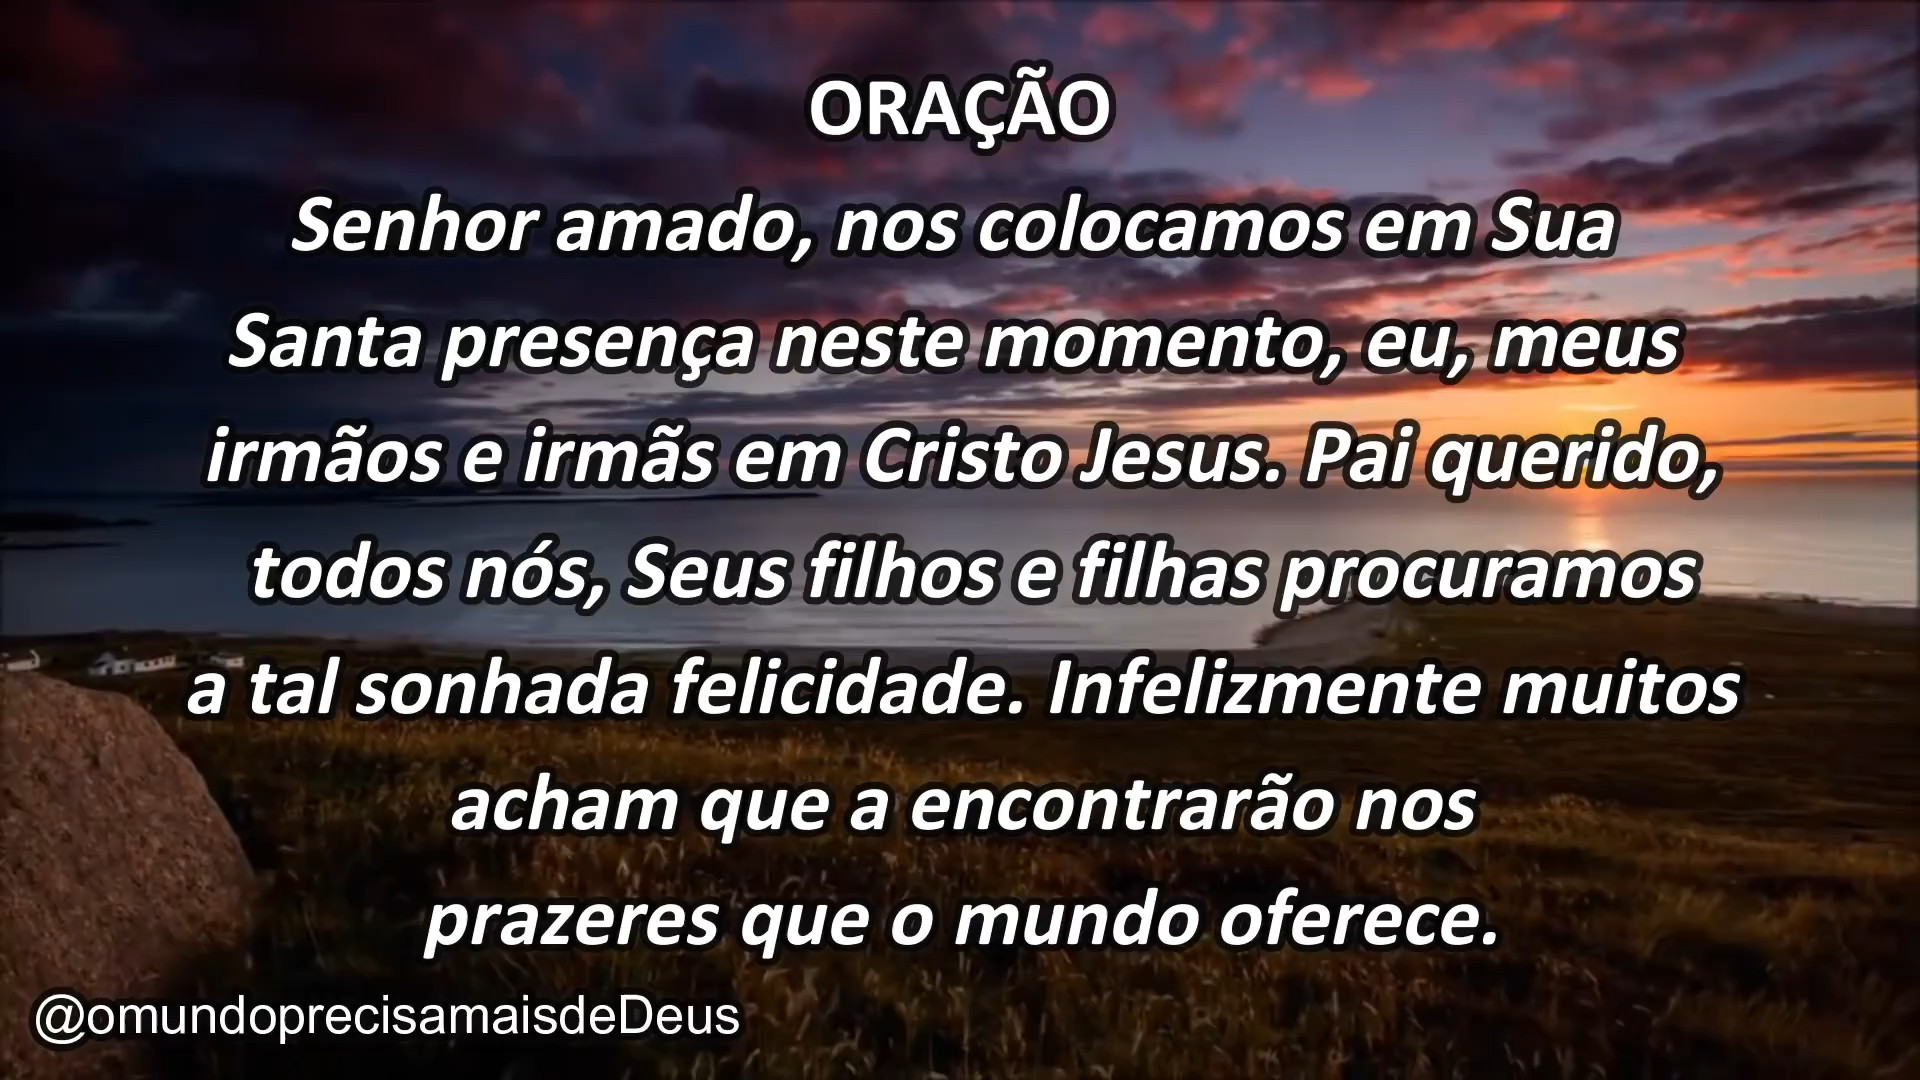 ORAÇÃO
Senhor amado, nos colocamos em Sua
Santa presença neste momento, eu, meus
irmãos e irmãs em Cristo Jesus. Pai querido,
todos nós, Seus filhos e filhas procuramos
a tal sonhada felicidade. Infelizmente muitos
acham que a encontrarão nos
prazeres que o mundo oferece.
@omundoprecisamaisdeDeus